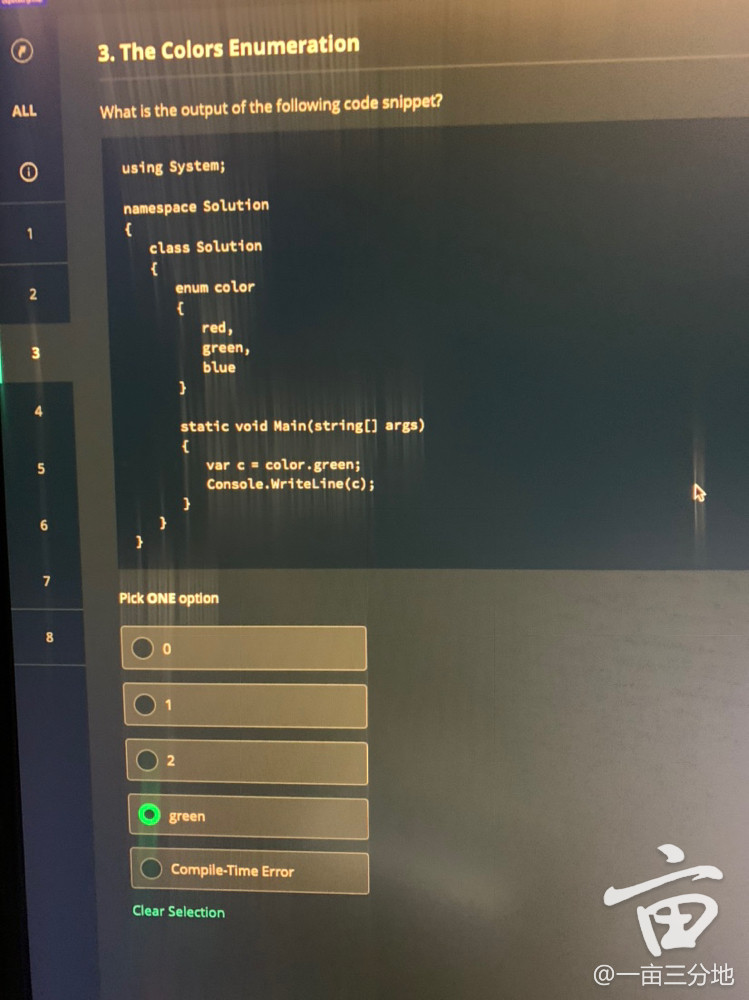 3. The Colors Enumeration
ALL
What is the output of the following code snippet?
using System;
namespace Solution
{
class Solution
{
enum color
{
red,
green,
blue
}
static void Main(string[] args)
{
var c = color.green;
Console.WriteLine(c);
}
}
}
1
2
3
4
5
6
7
8
Pick ONE option
0
1
2
green
Compile-Time Error
Clear Selection
亩
@一亩三分地